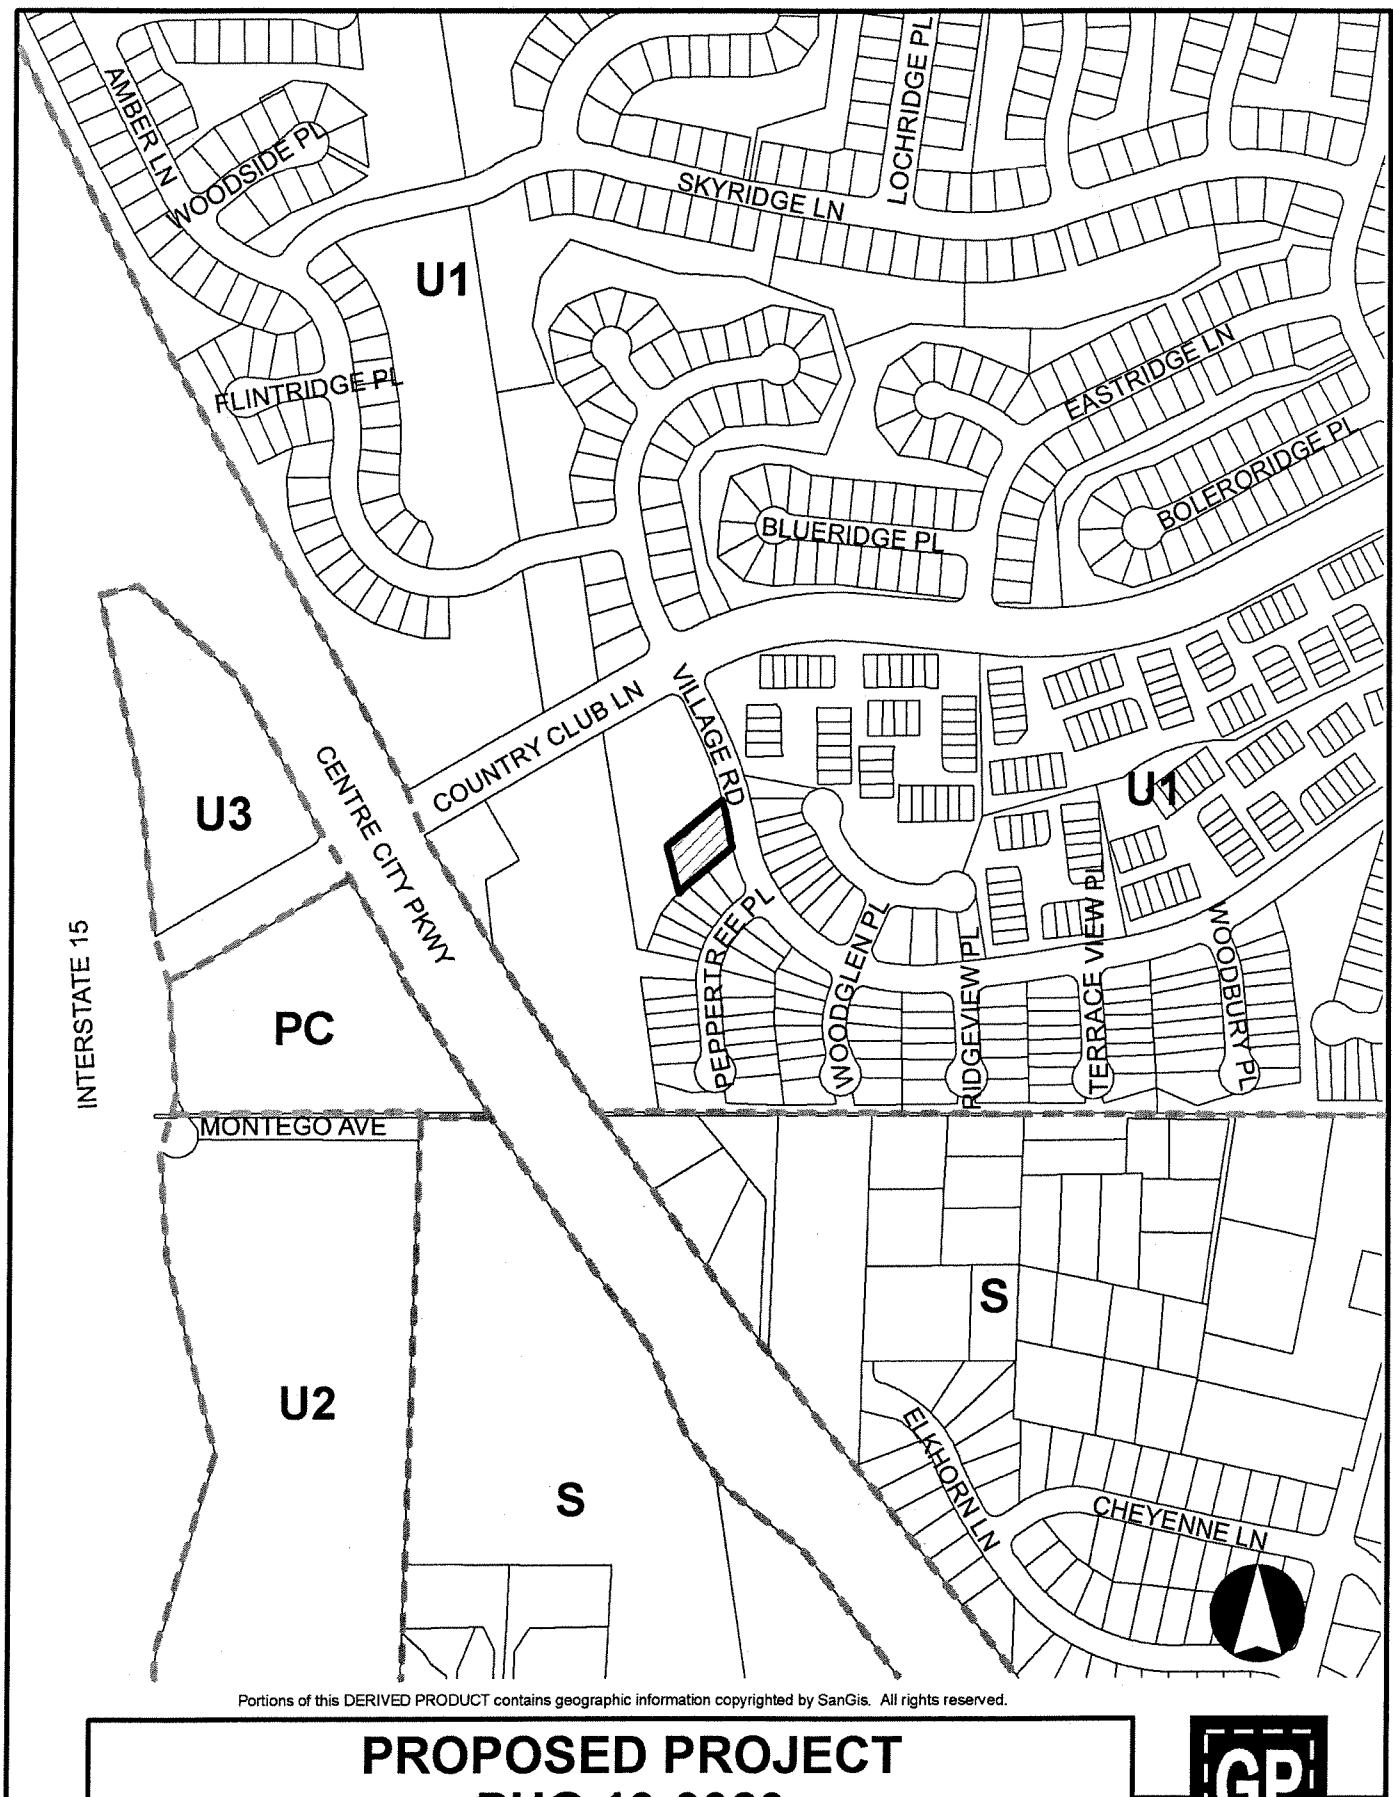 AMBER LN
WOODSIDE PL
LOCHRIDGE PL
SKYRIDGE LN
U1
FLINTRIDGE PL
EASTRIDGE LN
BOLERORIDGE PL
BLUERIDGE PL
COUNTRY CLUB LN
VILLAGE RD
U3
CENTRE CITY PKWY
U1
INTERSTATE 15
PC
PEPPERTREE PL
WOODGLEN PL
RIDGEVIEW PL
TERRACE VIEW PL
WOODBURY PL
MONTEGO AVE
S
U2
S
ELKHORN LN
CHEYENNE LN
Portions of this DERIVED PRODUCT contains geographic information copyrighted by SanGis. All rights reserved.
PROPOSED PROJECT
GP